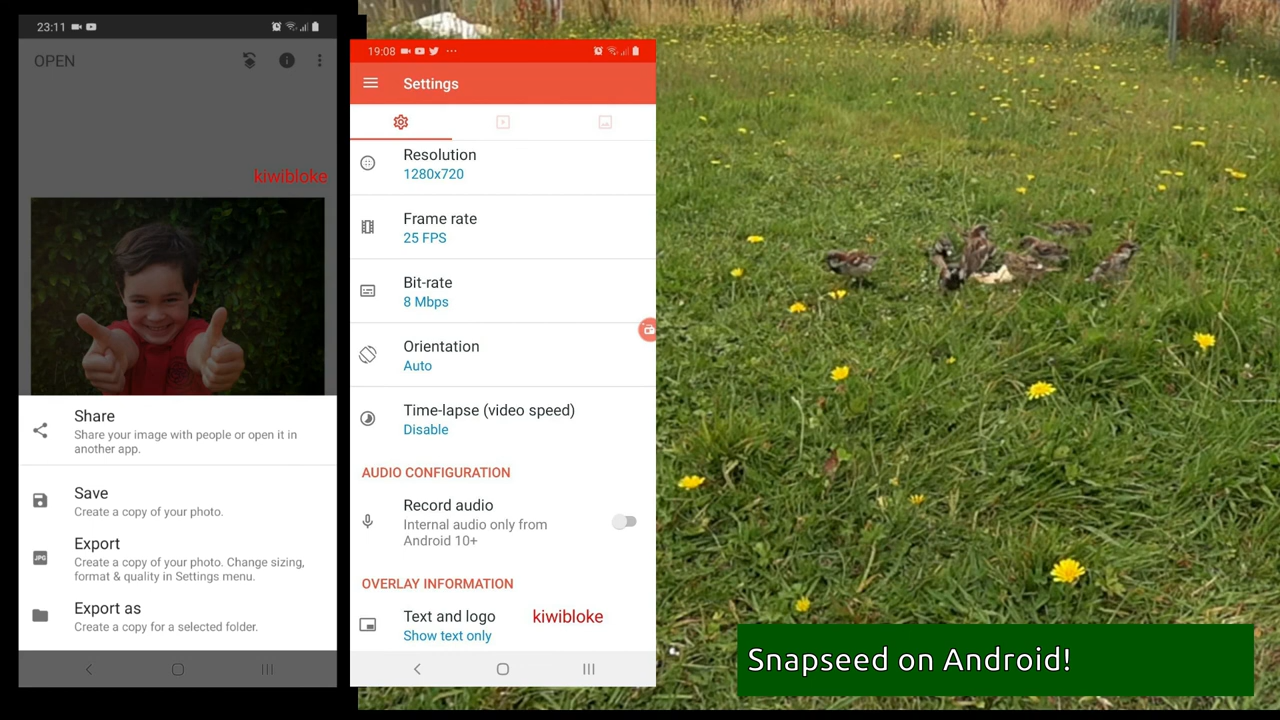 23:11
OPEN
kiwibloke
Share
Share your image with people or open it in
another app.
Save
Create a copy of your photo.
JPG
Export
Create a copy of your photo. Change sizing,
format & quality in Settings menu.
Export as
Create a copy for a selected folder.
19:08
Settings
Resolution
1280x720
Frame rate
25 FPS
Bit-rate
8 Mbps
Orientation
Auto
Time-lapse (video speed)
Disable
AUDIO CONFIGURATION
Record audio
Internal audio only from
Android 10+
OVERLAY INFORMATION
Text and logo
kiwibloke
Show text only
Snapseed on Android!